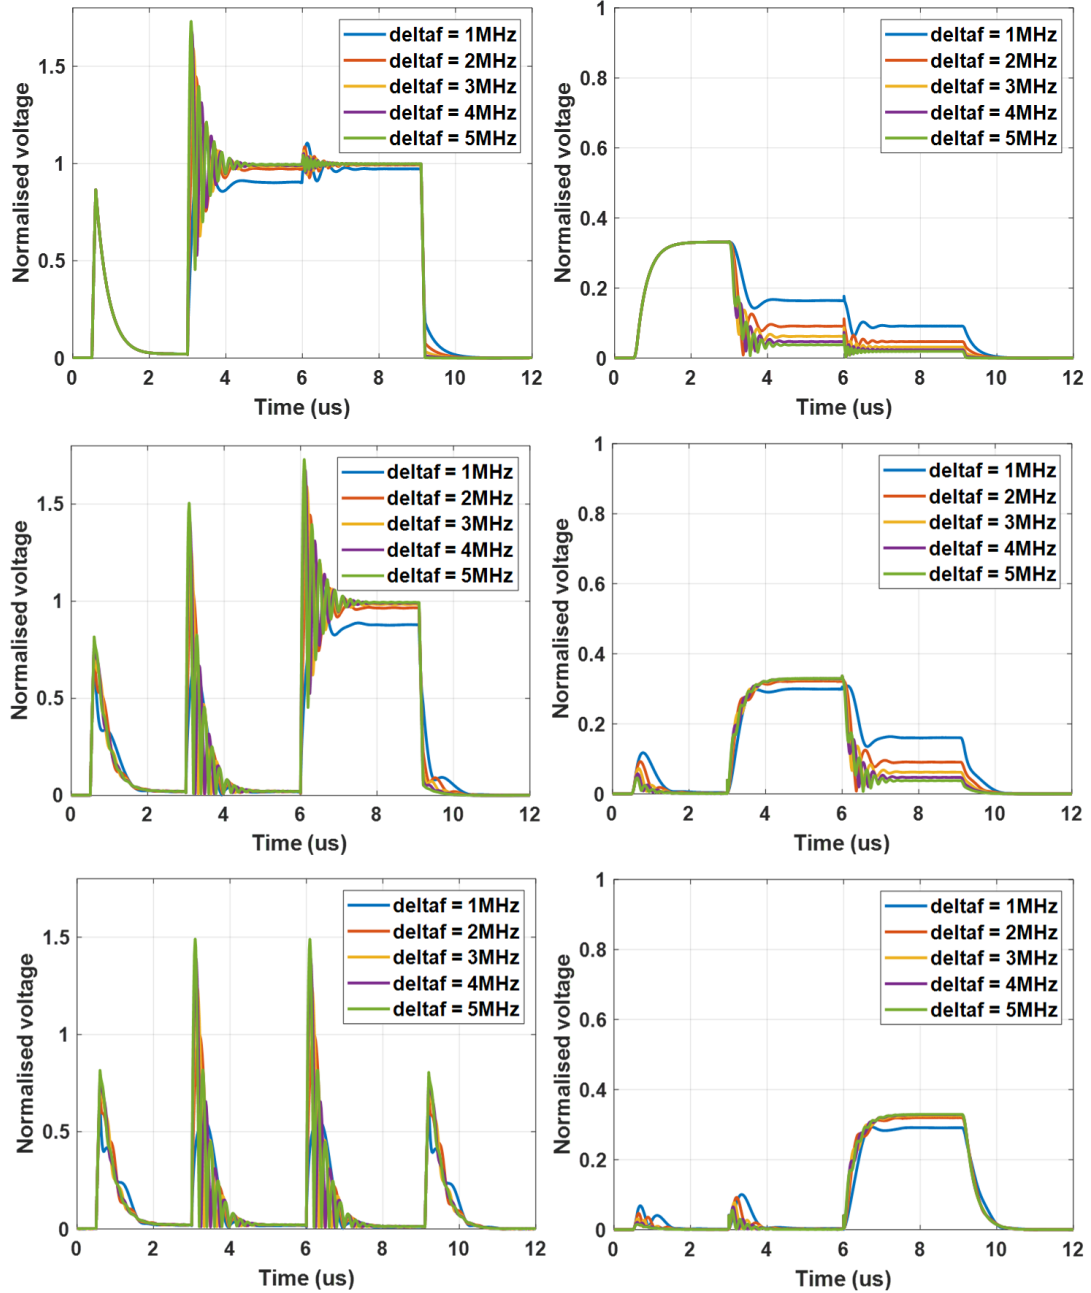 Normalised voltage
1.5
1
0.5
0
0
2
4
6
8
10
12
Time (us)
deltaf = 1MHz
deltaf = 2MHz
deltaf = 3MHz
deltaf = 4MHz
deltaf = 5MHz
Normalised voltage
1
0.8
0.6
0.4
0.2
0
0
2
4
6
8
10
12
Time (us)
deltaf = 1MHz
deltaf = 2MHz
deltaf = 3MHz
deltaf = 4MHz
deltaf = 5MHz
Normalised voltage
1.5
1
0.5
0
0
2
4
6
8
10
12
Time (us)
deltaf = 1MHz
deltaf = 2MHz
deltaf = 3MHz
deltaf = 4MHz
deltaf = 5MHz
Normalised voltage
1
0.8
0.6
0.4
0.2
0
0
2
4
6
8
10
12
Time (us)
deltaf = 1MHz
deltaf = 2MHz
deltaf = 3MHz
deltaf = 4MHz
deltaf = 5MHz
Normalised voltage
1.5
1
0.5
0
0
2
4
6
8
10
12
Time (us)
deltaf = 1MHz
deltaf = 2MHz
deltaf = 3MHz
deltaf = 4MHz
deltaf = 5MHz
Normalised voltage
1
0.8
0.6
0.4
0.2
0
0
2
4
6
8
10
12
Time (us)
deltaf = 1MHz
deltaf = 2MHz
deltaf = 3MHz
deltaf = 4MHz
deltaf = 5MHz